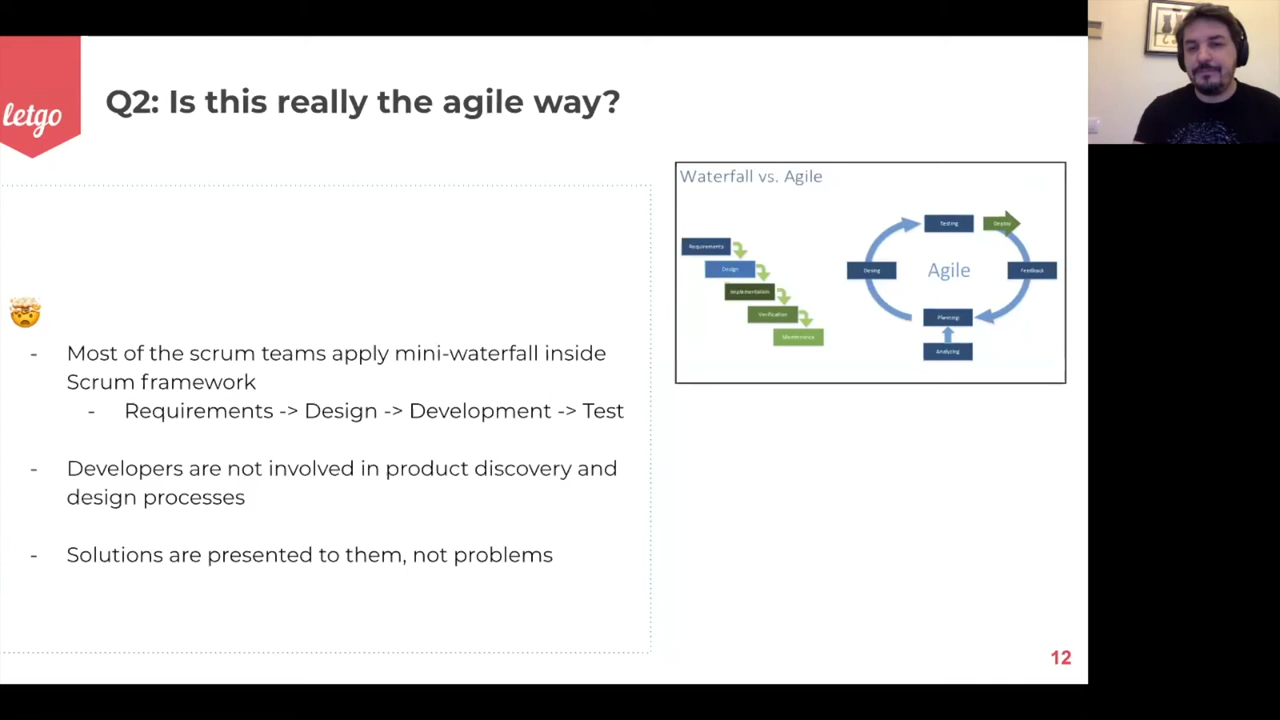 letgo
Q2: Is this really the agile way?
- Most of the scrum teams apply mini-waterfall inside
Scrum framework
- Requirements -> Design -> Development -> Test
- Developers are not involved in product discovery and
design processes
- Solutions are presented to them, not problems
Waterfall vs. Agile
Requirements
Design
Implementation
Verification
Testing
Deploy
Agile
Feedback
Planning
Analyzing
12